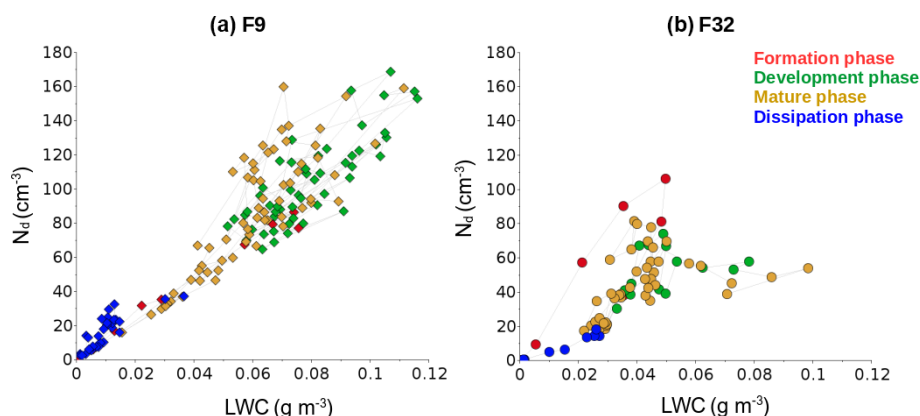 (a) F9
(b) F32
Formation phase
Development phase
Mature phase
Dissipation phase
180
160
140
120
100
80
60
40
20
0
N_d (cm⁻³)
0 0.02 0.04 0.06 0.08 0.1 0.12
LWC (g m⁻³)
180
160
140
120
100
80
60
40
20
0
N_d (cm⁻³)
0 0.02 0.04 0.06 0.08 0.1 0.12
LWC (g m⁻³)